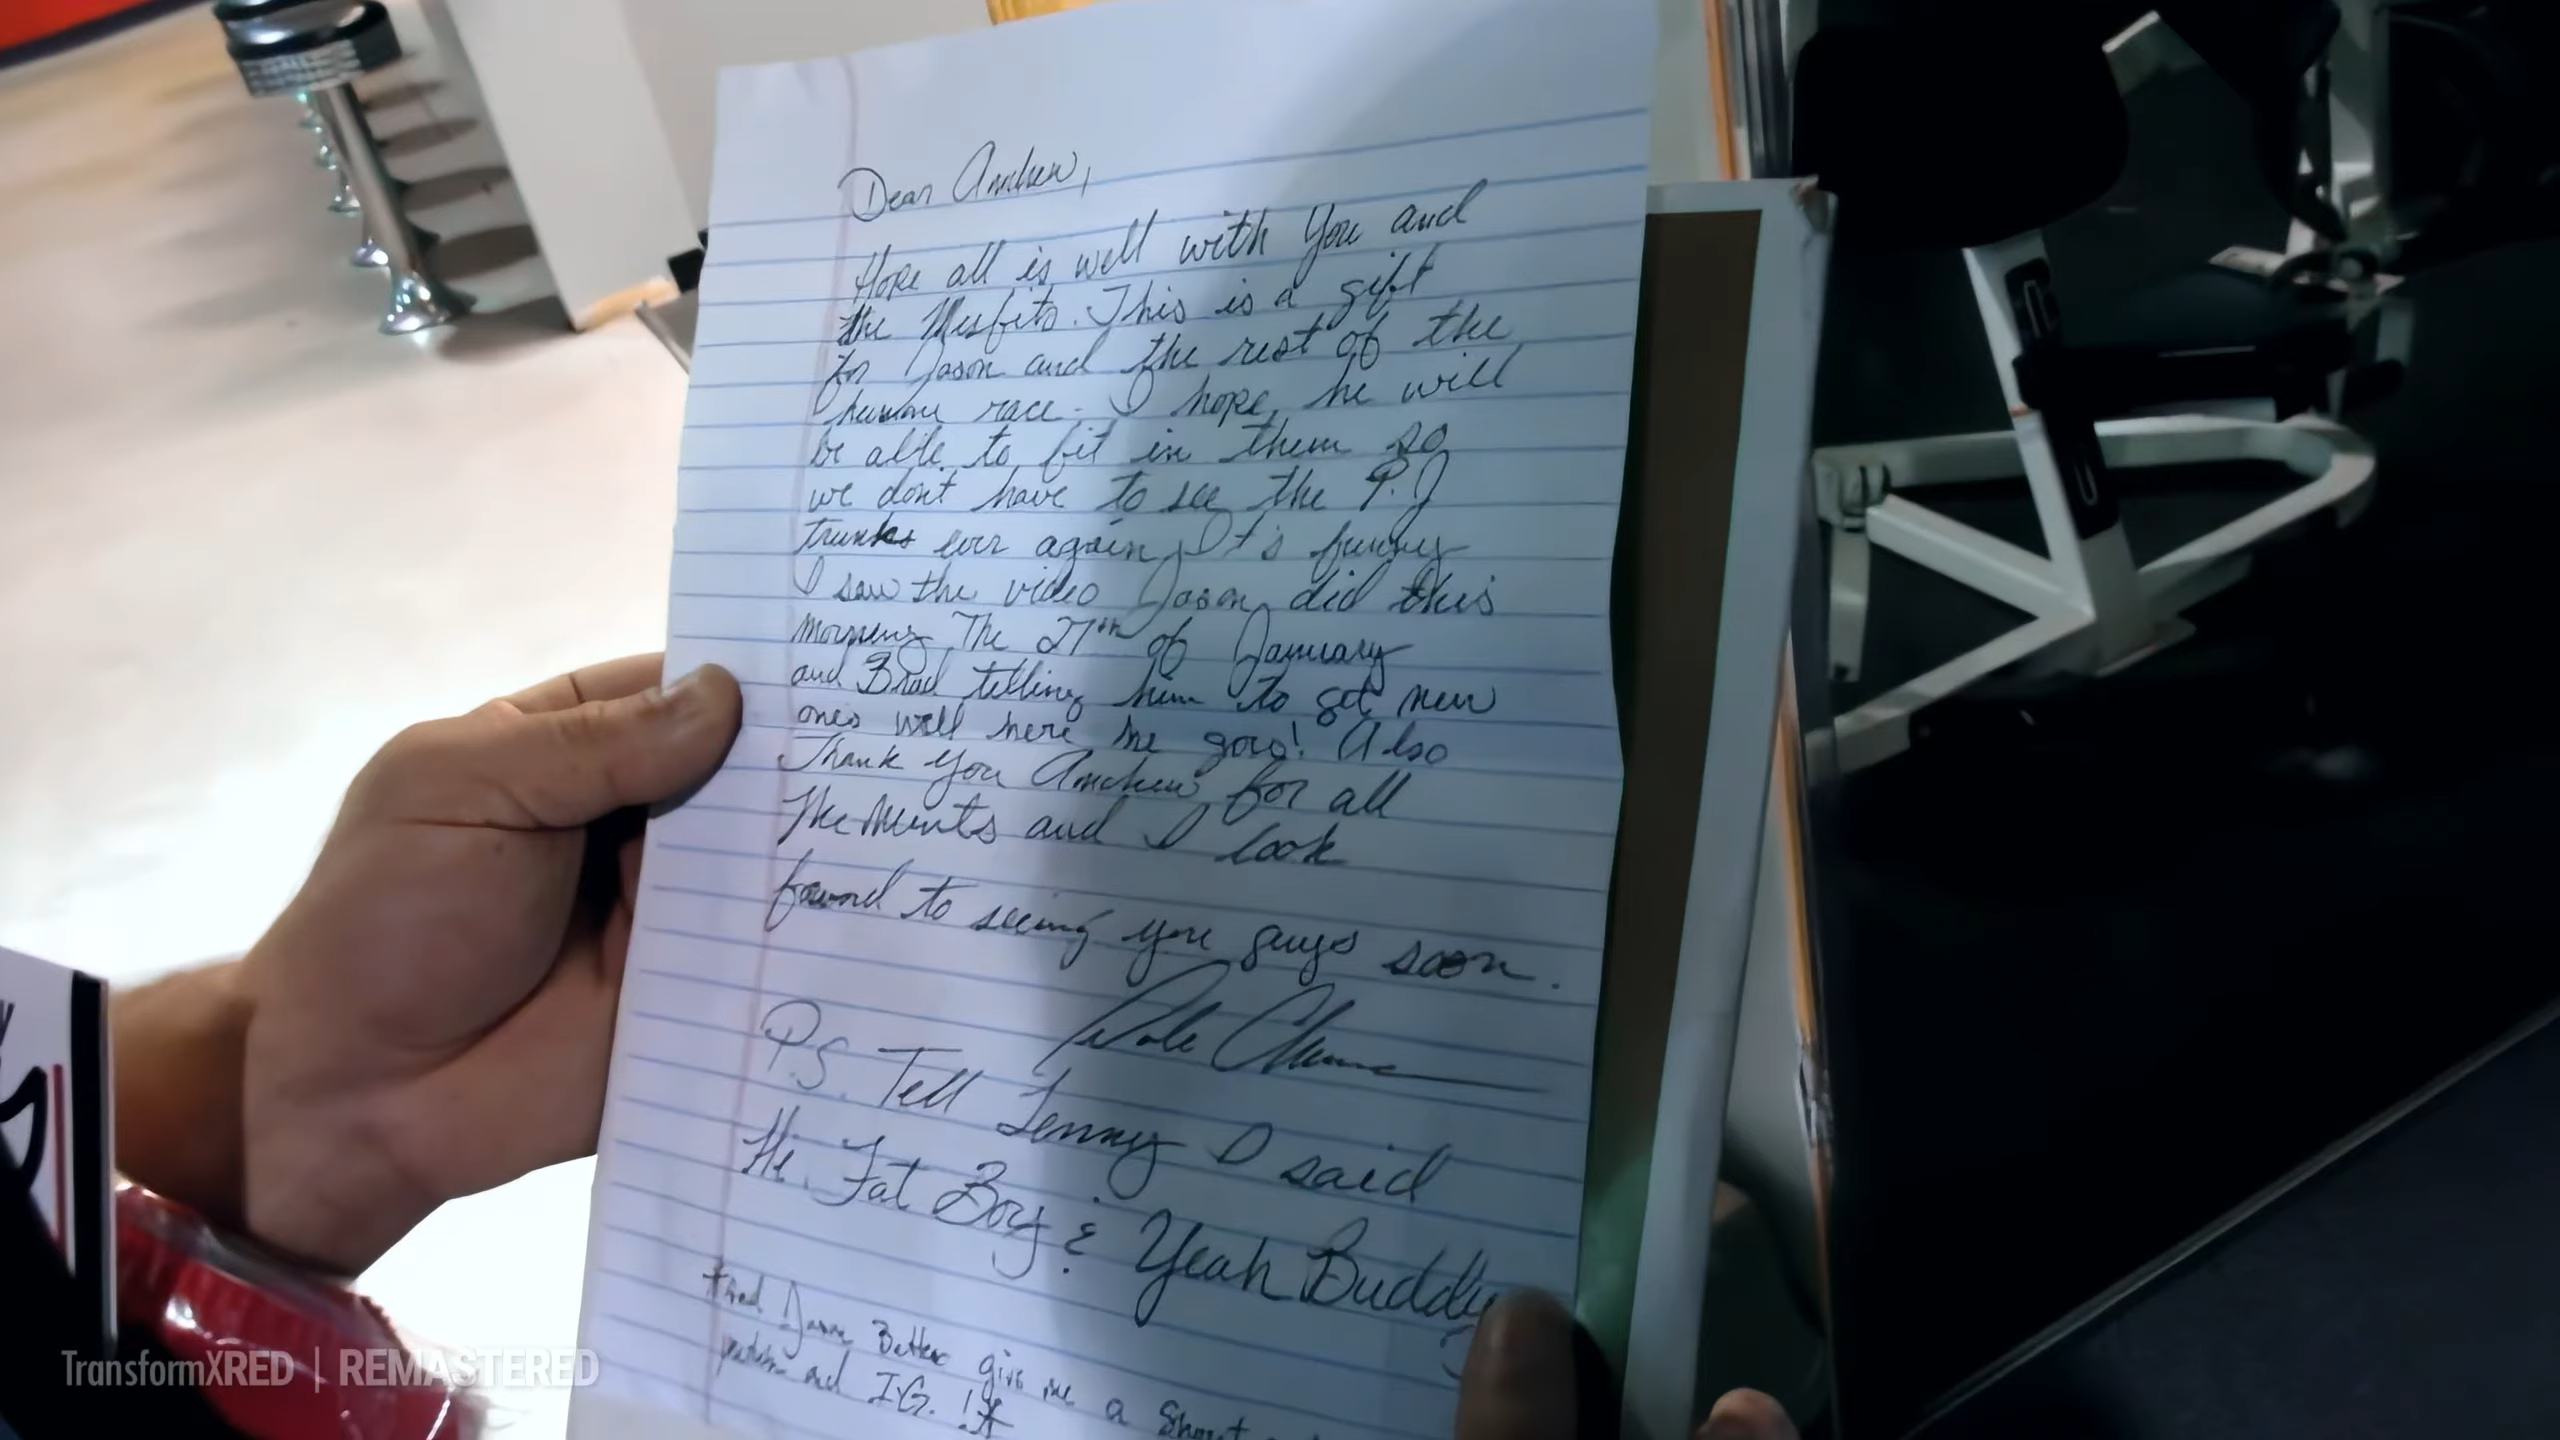 Dear Andrew,
Hope all is well with you and
the Misfits. This is a gift
for Jason and the rest of the
human race. I hope, he will
be able to fit in them so
we dont have to see the P.J
trunks ever again. It's funny
I saw the video Jason did this
morning The 27th of January
and Brad telling him to get new
ones well here he go! Also
Thank you Andrew for all
The and I look
forward to seeing you guys soon.
P.S. Tell Lenny I said
Hi. Fat Boy & Yeah Buddy
Jason Better give me a Shout
and I.G.!*
TransformXRED | REMASTERED